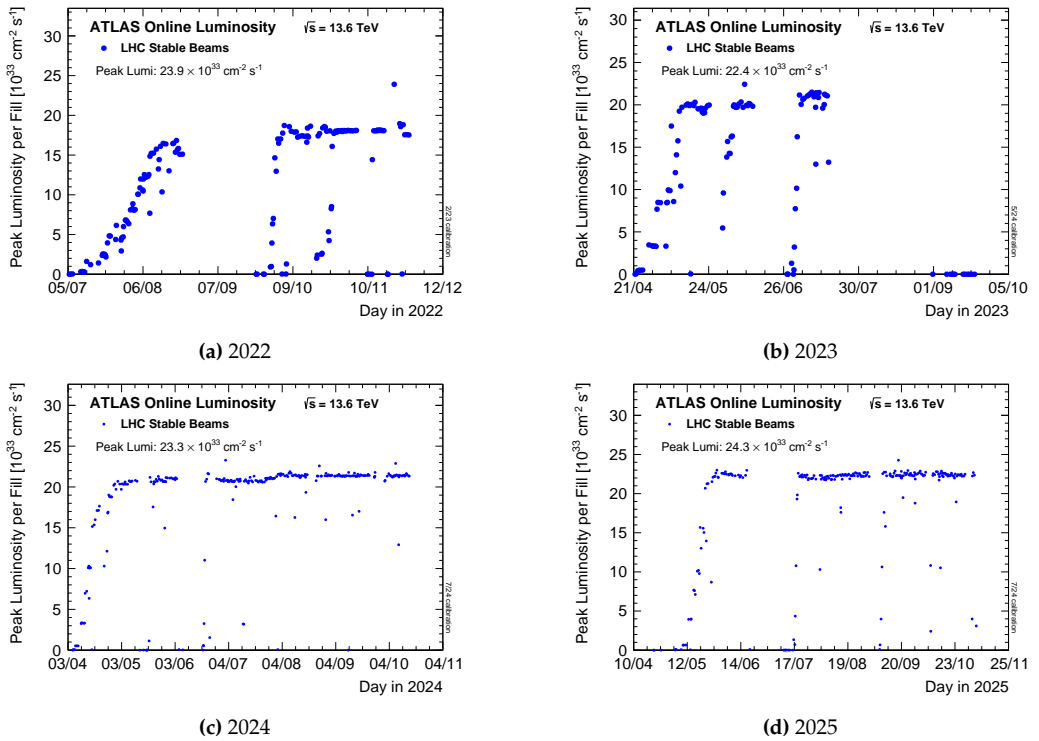 Peak Luminosity per Fill [10³³ cm⁻² s⁻¹]
ATLAS Online Luminosity √s = 13.6 TeV
LHC Stable Beams
Peak Lumi: 23.9 × 10³³ cm⁻² s⁻¹
30
25
20
15
10
5
0
2/23 calibration
05/07 06/08 07/09 09/10 10/11 12/12
Day in 2022
(a) 2022
Peak Luminosity per Fill [10³³ cm⁻² s⁻¹]
ATLAS Online Luminosity √s = 13.6 TeV
LHC Stable Beams
Peak Lumi: 22.4 × 10³³ cm⁻² s⁻¹
30
25
20
15
10
5
0
5/24 calibration
21/04 24/05 26/06 30/07 01/09 05/10
Day in 2023
(b) 2023
Peak Luminosity per Fill [10³³ cm⁻² s⁻¹]
ATLAS Online Luminosity √s = 13.6 TeV
LHC Stable Beams
Peak Lumi: 23.3 × 10³³ cm⁻² s⁻¹
30
25
20
15
10
5
0
7/24 calibration
03/04 03/05 03/06 04/07 04/08 04/09 04/10 04/11
Day in 2024
(c) 2024
Peak Luminosity per Fill [10³³ cm⁻² s⁻¹]
ATLAS Online Luminosity √s = 13.6 TeV
LHC Stable Beams
Peak Lumi: 24.3 × 10³³ cm⁻² s⁻¹
30
25
20
15
10
5
0
7/24 calibration
10/04 12/05 14/06 17/07 19/08 20/09 23/10 25/11
Day in 2025
(d) 2025